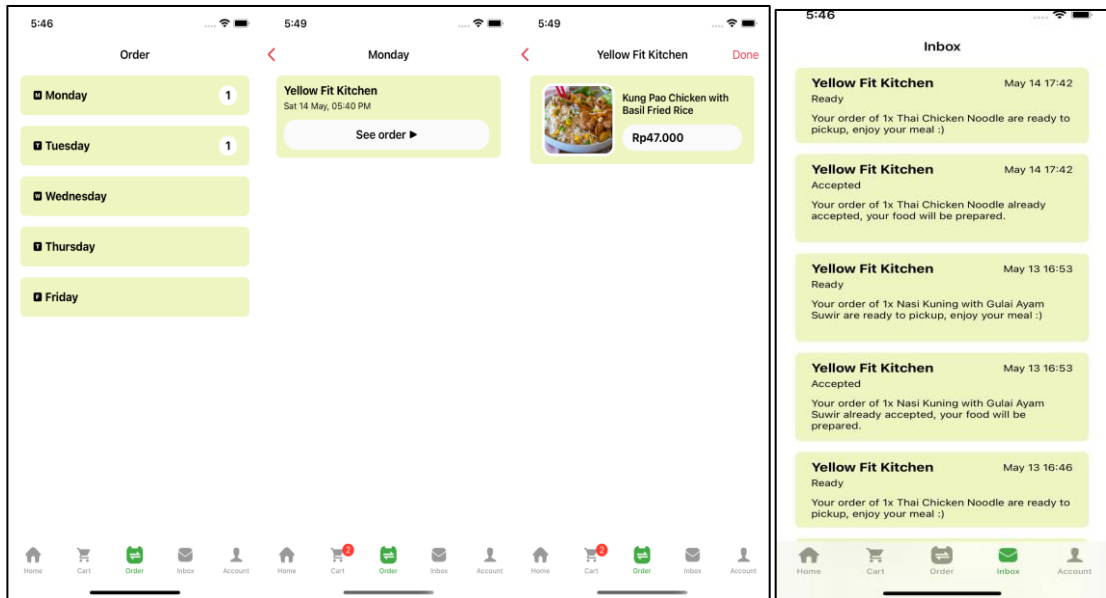 5:46
Order
M Monday
1
T Tuesday
1
W Wednesday
T Thursday
F Friday
Home Cart Order Inbox Account
5:49
Monday
Yellow Fit Kitchen
Sat 14 May, 05:40 PM
See order
2
Home Cart Order Inbox Account
5:49
Yellow Fit Kitchen Done
Kung Pao Chicken with
Basil Fried Rice
Rp47.000
2
Home Cart Order Inbox Account
5:46
Inbox
Yellow Fit Kitchen May 14 17:42
Ready
Your order of 1x Thai Chicken Noodle are ready to
pickup, enjoy your meal :)
Yellow Fit Kitchen May 14 17:42
Accepted
Your order of 1x Thai Chicken Noodle already
accepted, your food will be prepared.
Yellow Fit Kitchen May 13 16:53
Ready
Your order of 1x Nasi Kuning with Gulai Ayam
Suwir are ready to pickup, enjoy your meal :)
Yellow Fit Kitchen May 13 16:53
Accepted
Your order of 1x Nasi Kuning with Gulai Ayam
Suwir already accepted, your food will be
prepared.
Yellow Fit Kitchen May 13 16:46
Ready
Your order of 1x Thai Chicken Noodle are ready to
pickup, enjoy your meal :)
Home Cart Order Inbox Account